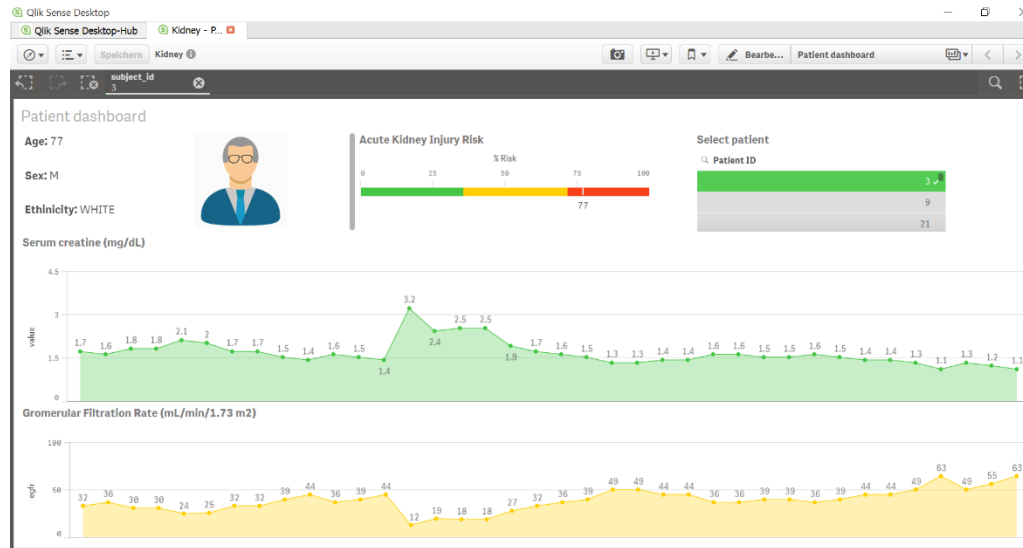 Qlik Sense Desktop
Qlik Sense Desktop-Hub Kidney - P...
Speichern Kidney Bearbe... Patient dashboard
subject_id
3
Patient dashboard
Age: 77
Sex: M
Ethinicity: WHITE
Acute Kidney Injury Risk
% Risk
0 25 50 75 100
77
Select patient
Patient ID
3
9
21
Serum creatine (mg/dL)
value
4.5
3
1.5
0
1.7 1.6 1.8 1.8 2.1 2 1.7 1.7 1.5 1.4 1.6 1.5 1.4 3.2 2.4 2.5 2.5 1.9 1.7 1.6 1.5 1.3 1.3 1.4 1.4 1.6 1.6 1.5 1.5 1.6 1.5 1.4 1.4 1.3 1.1 1.3 1.2 1.1
Gromerular Filtration Rate (mL/min/1.73 m2)
egfr
100
50
0
32 36 30 30 24 25 32 32 39 44 36 39 44 12 19 18 18 27 32 36 39 49 49 44 44 36 36 39 39 36 39 44 44 49 63 49 55 63